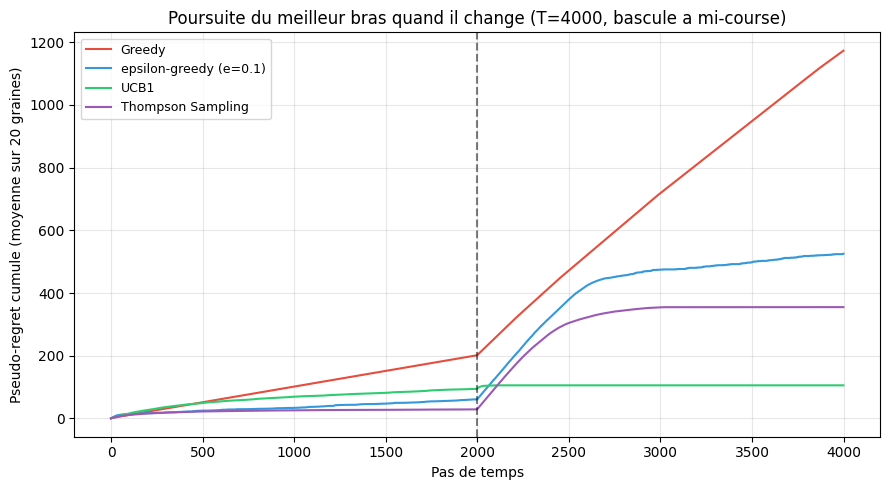 Poursuite du meilleur bras quand il change (T=4000, bascule a mi-course)
Pseudo-regret cumule (moyenne sur 20 graines)
1200
1000
800
600
400
200
0
Greedy
epsilon-greedy (e=0.1)
UCB1
Thompson Sampling
0 500 1000 1500 2000 2500 3000 3500 4000
Pas de temps